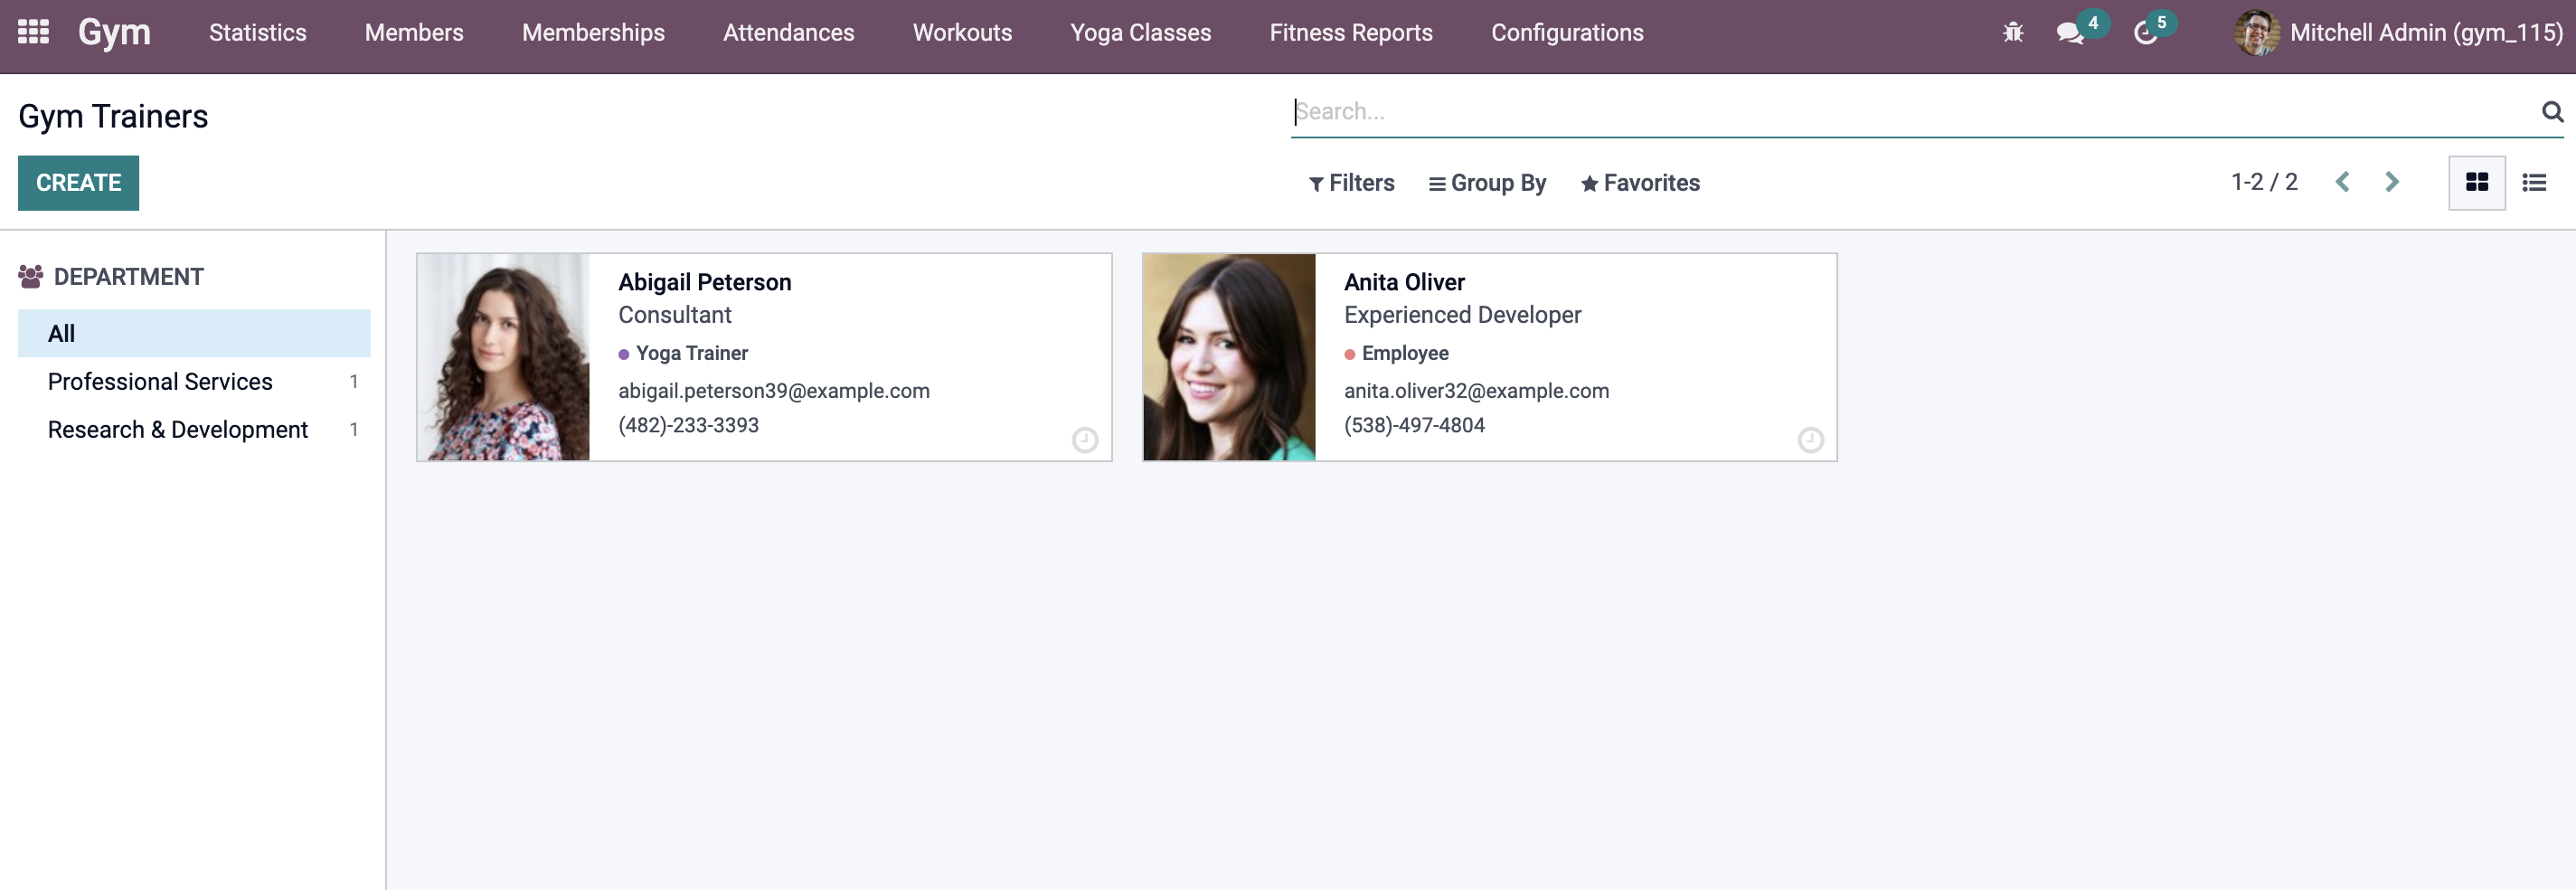 Gym Statistics Members Memberships Attendances Workouts Yoga Classes Fitness Reports Configurations 4 5 Mitchell Admin (gym_115)
Gym Trainers
Search...
CREATE
Filters Group By Favorites 1-2 / 2
DEPARTMENT
All
Professional Services 1
Research & Development 1
Abigail Peterson
Consultant
Yoga Trainer
abigail.peterson39@example.com
(482)-233-3393
Anita Oliver
Experienced Developer
Employee
anita.oliver32@example.com
(538)-497-4804